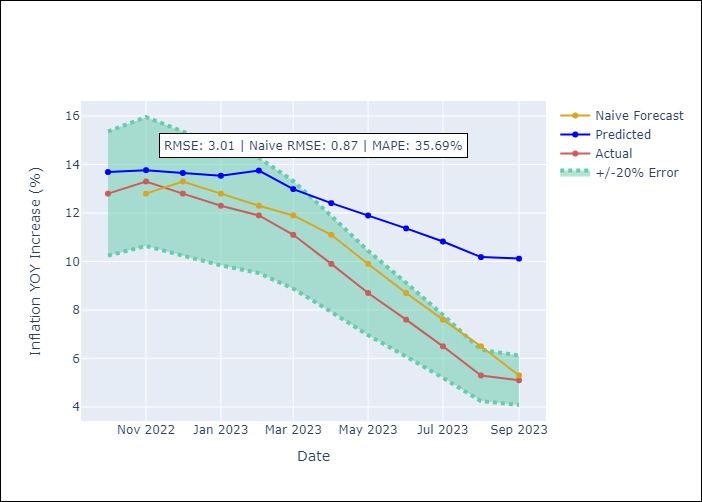 16
14
12
10
8
6
4
Inflation YOY Increase (%)
RMSE: 3.01 | Naive RMSE: 0.87 | MAPE: 35.69%
Naive Forecast
Predicted
Actual
+/-20% Error
Nov 2022 Jan 2023 Mar 2023 May 2023 Jul 2023 Sep 2023
Date